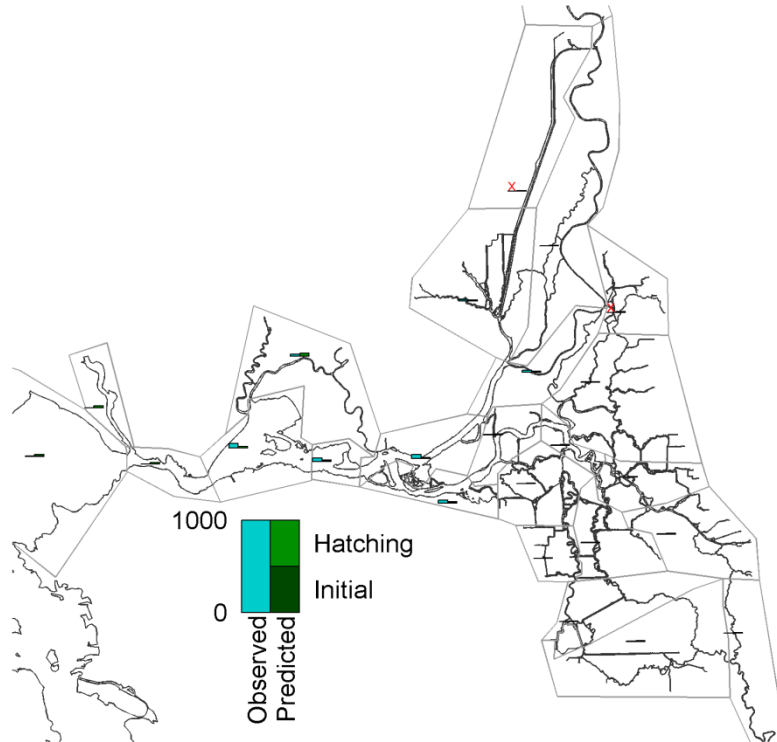 X
X
1000
Hatching
Initial
0
Observed
Predicted